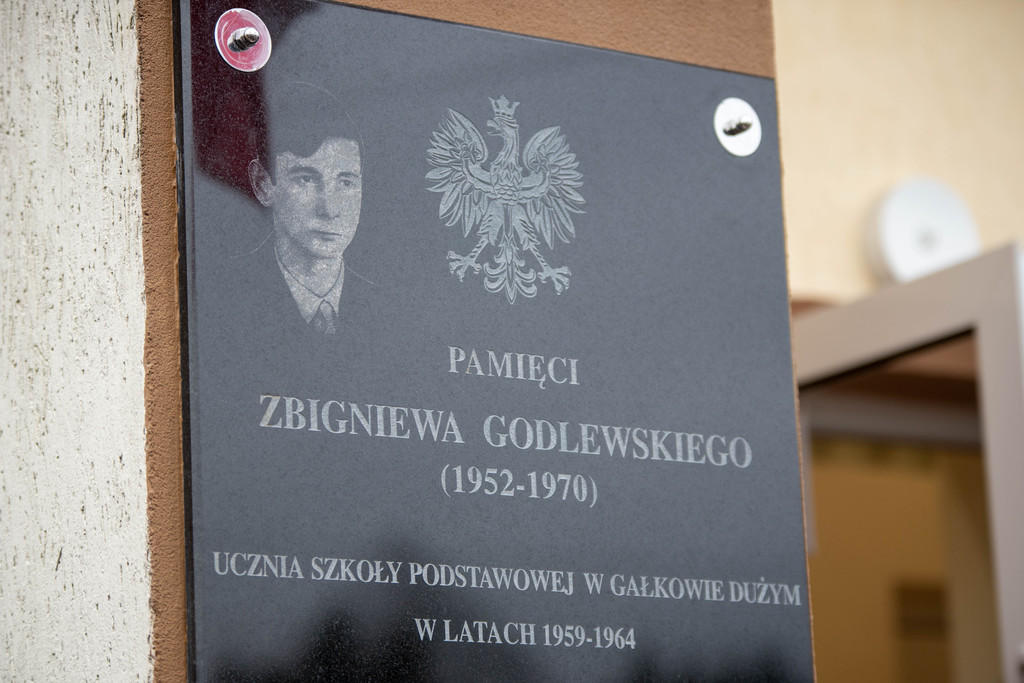 PAMIĘCI
ZBIGNIEWA GODLEWSKIEGO
(1952-1970)
UCZNIA SZKOŁY PODSTAWOWEJ W GAŁKOWIE DUŻYM
W LATACH 1959-1964